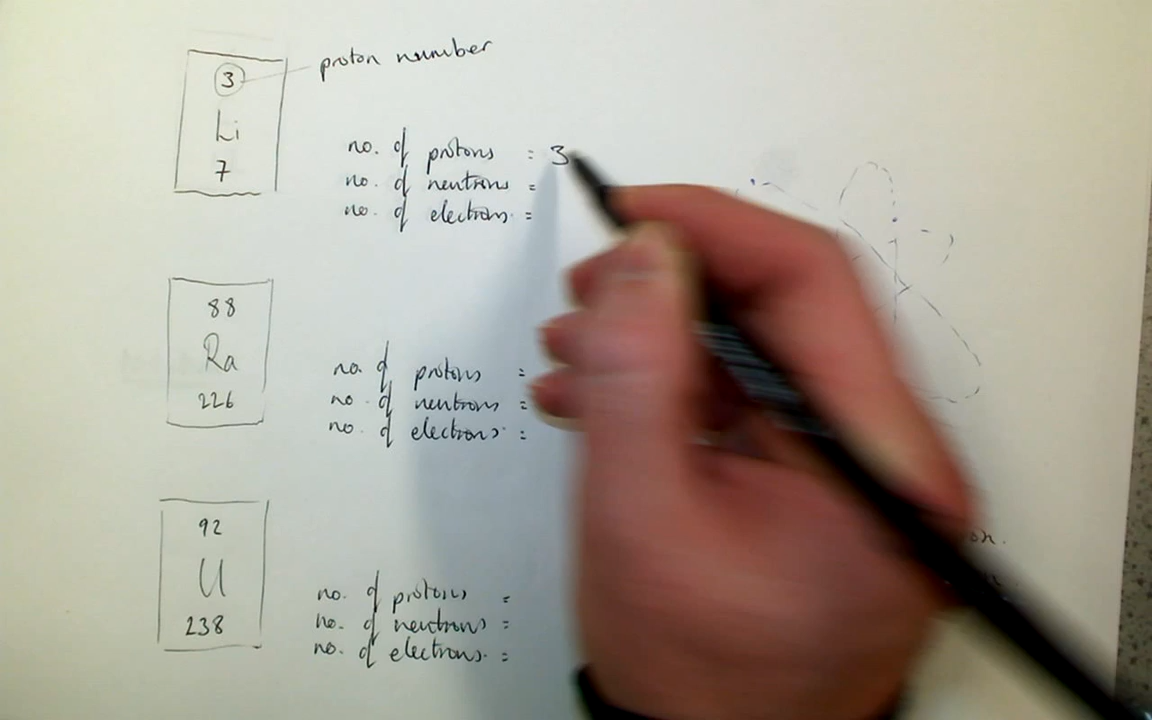 3
proton number
Li
7
no. of protons = 3
no. of neutrons =
no. of electrons =
88
Ra
226
no. of protons =
no. of neutrons =
no. of electrons =
92
U
238
no. of protons =
no. of neutrons =
no. of electrons =